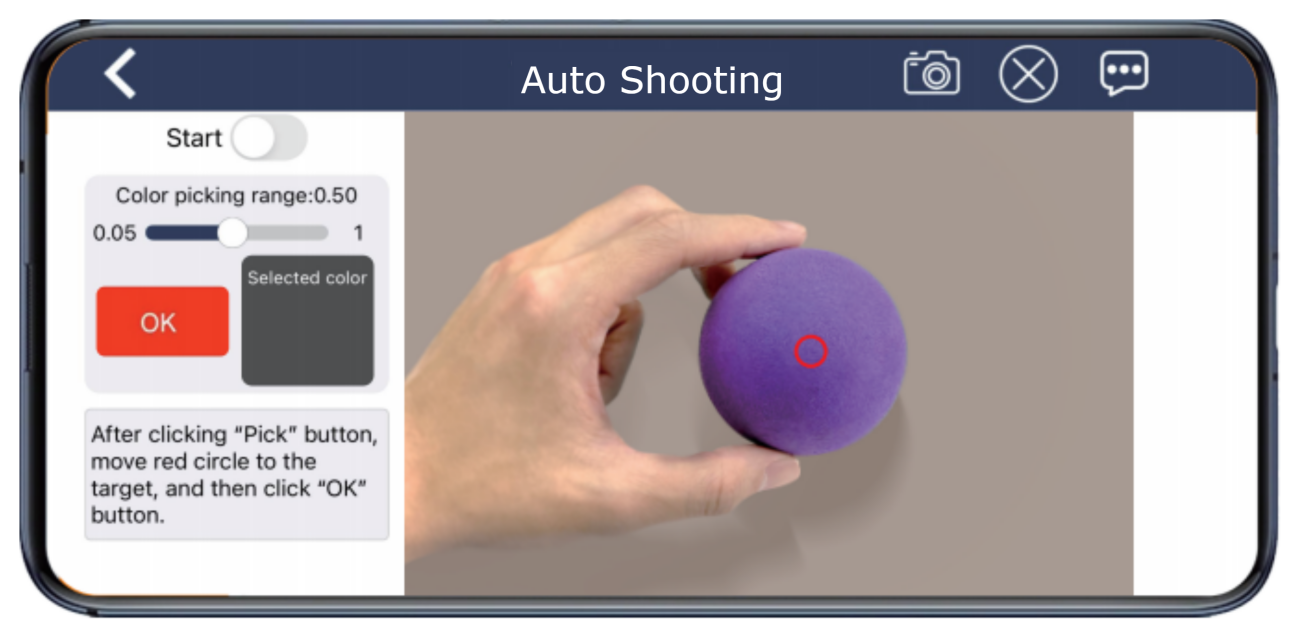 Auto Shooting
Start
Color picking range:0.50
0.05 1
Selected color
OK
After clicking “Pick” button,
move red circle to the
target, and then click “OK”
button.